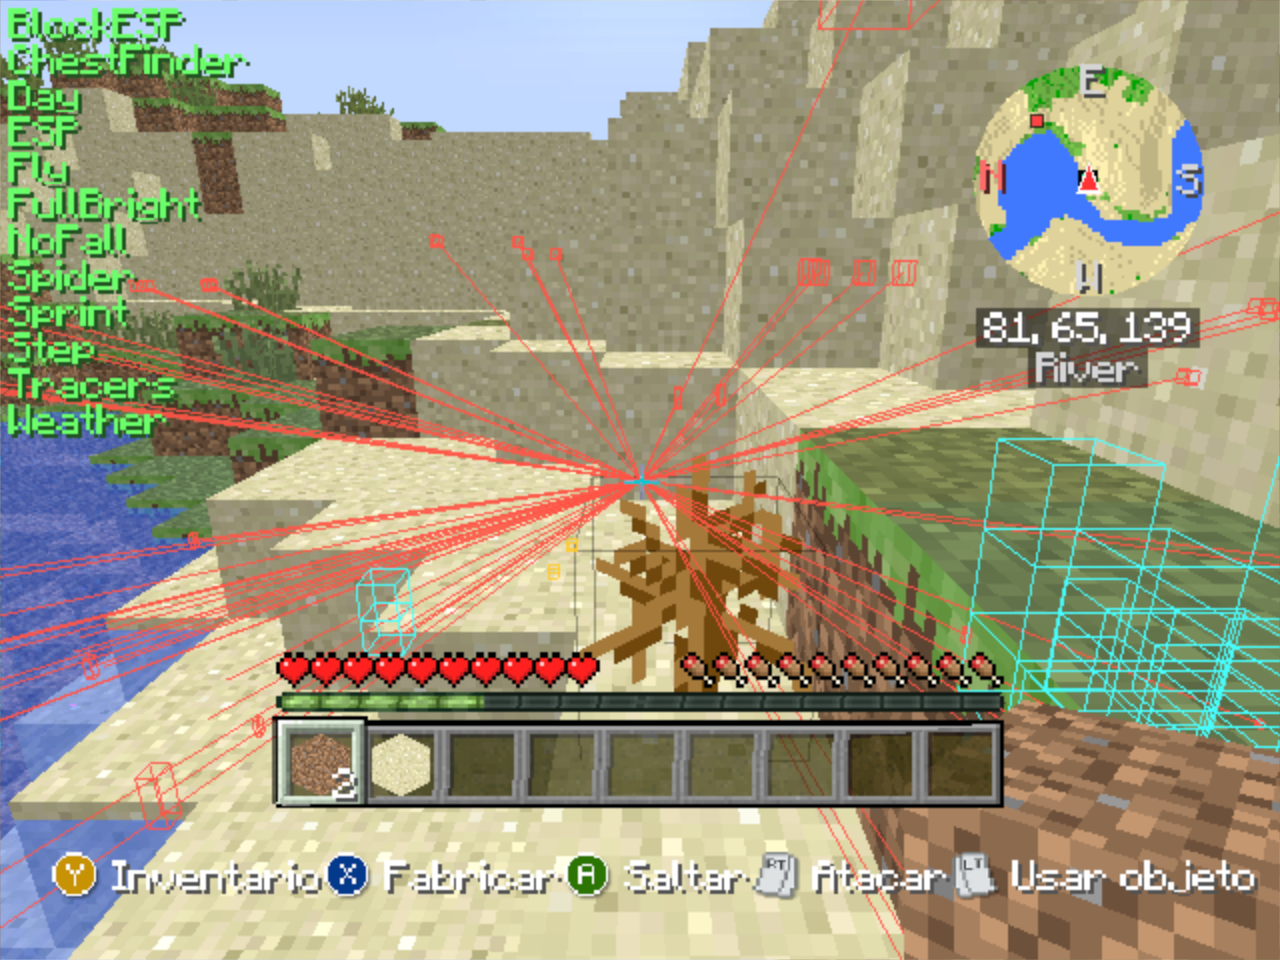 BlockESP
ChestFinder
Day
ESP
Fly
FullBright
NoFall
Spider
Sprint
Step
Tracers
Weather
E
N
S
W
81, 65, 139
River
2
Y Inventario X Fabricar A Saltar RT Atacar LT Usar objeto